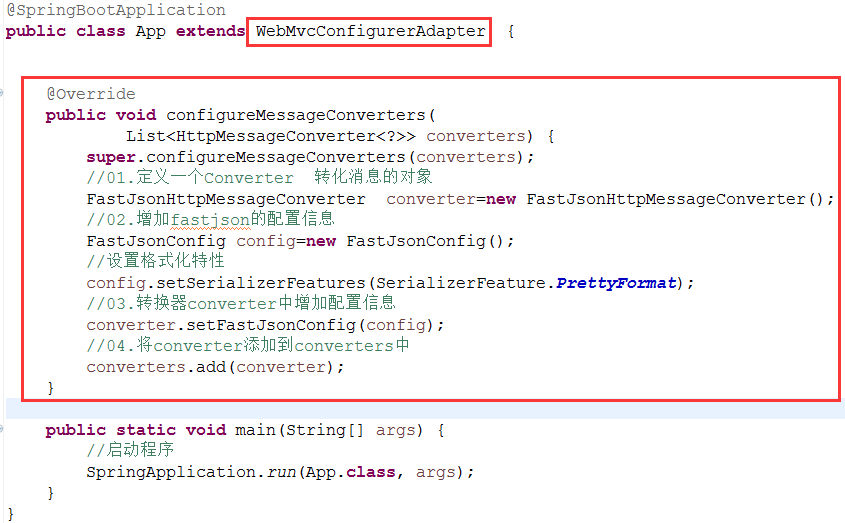 @SpringBootApplication
public class App extends WebMvcConfigurerAdapter {
@Override
public void configureMessageConverters(
List<HttpMessageConverter<?>> converters) {
super.configureMessageConverters(converters);
//01.定义一个Converter  转化消息的对象
FastJsonHttpMessageConverter  converter=new FastJsonHttpMessageConverter();
//02.增加fastjson的配置信息
FastJsonConfig config=new FastJsonConfig();
//设置格式化特性
config.setSerializerFeatures(SerializerFeature.PrettyFormat);
//03.转换器converter中增加配置信息
converter.setFastJsonConfig(config);
//04.将converter添加到converters中
converters.add(converter);
}
public static void main(String[] args) {
//启动程序
SpringApplication.run(App.class, args);
}
}